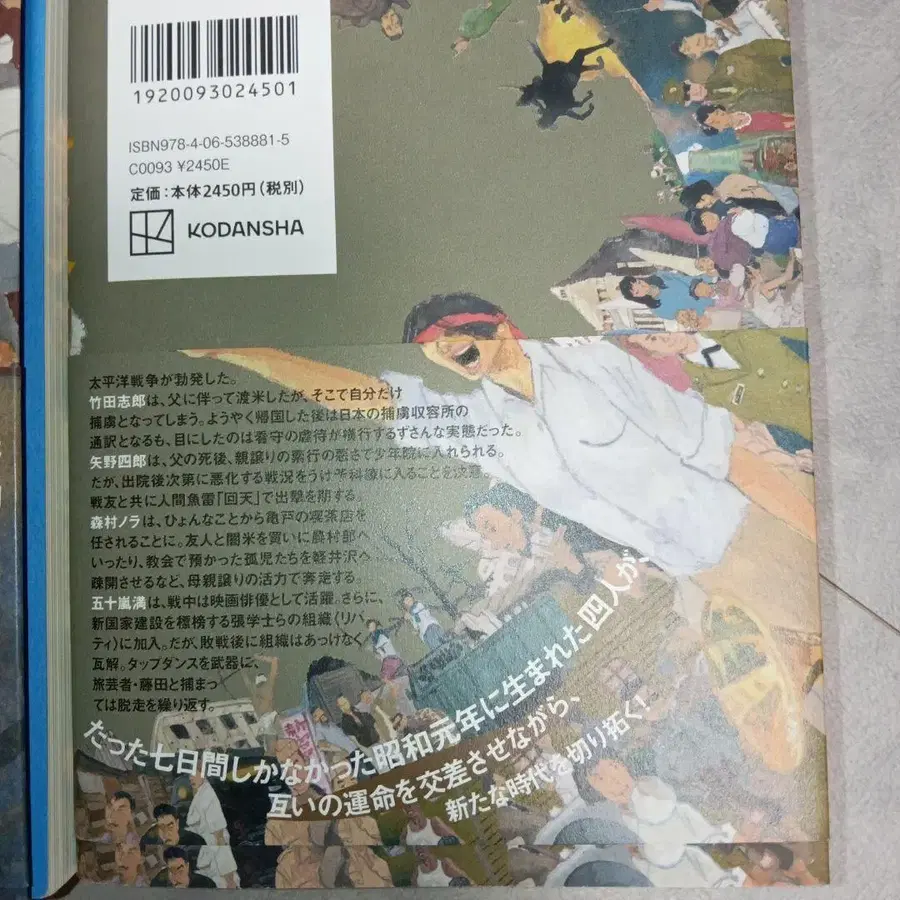 1920093024501
ISBN978-4-06-538881-5
C0093 ¥2450E
定価：本体2450円（税別）
KODANSHA
太平洋戦争が勃発した。
竹田志郎は、父に伴って渡米したが、そこで自分だけ
捕虜となってしまう。ようやく帰国した後は日本の捕虜収容所の
通訳となるも、目にしたのは看守の虐待が横行するずさんな実態だった。
矢野四郎は、父の死後、親譲りの素行の悪さで少年院に入れられる。
だが、出院後次第に悪化する戦況をうけ予科練に入ることを決意。
戦友と共に人間魚雷「回天」で出撃を期する。
森村ノラは、ひょんなことから亀戸の喫茶店を
任されることに。友人と闇米を買いに農村部へ
いったり、教会で預かった孤児たちを軽井沢へ
疎開させるなど、母親譲りの活力で奔走する。
五十嵐満は、戦中は映画俳優として活躍。さらに、
新国家建設を標榜する張学士らの組織〈リバ
ティ〉に加入。だが、敗戦後に組織はあっけなく
瓦解。タップダンスを武器に、
旅芸者・藤田と捕まっ
ては脱走を繰り返す。
たった七日間しかなかった昭和元年に生まれた四人が、
互いの運命を交差させながら、
新たな時代を切り拓く！